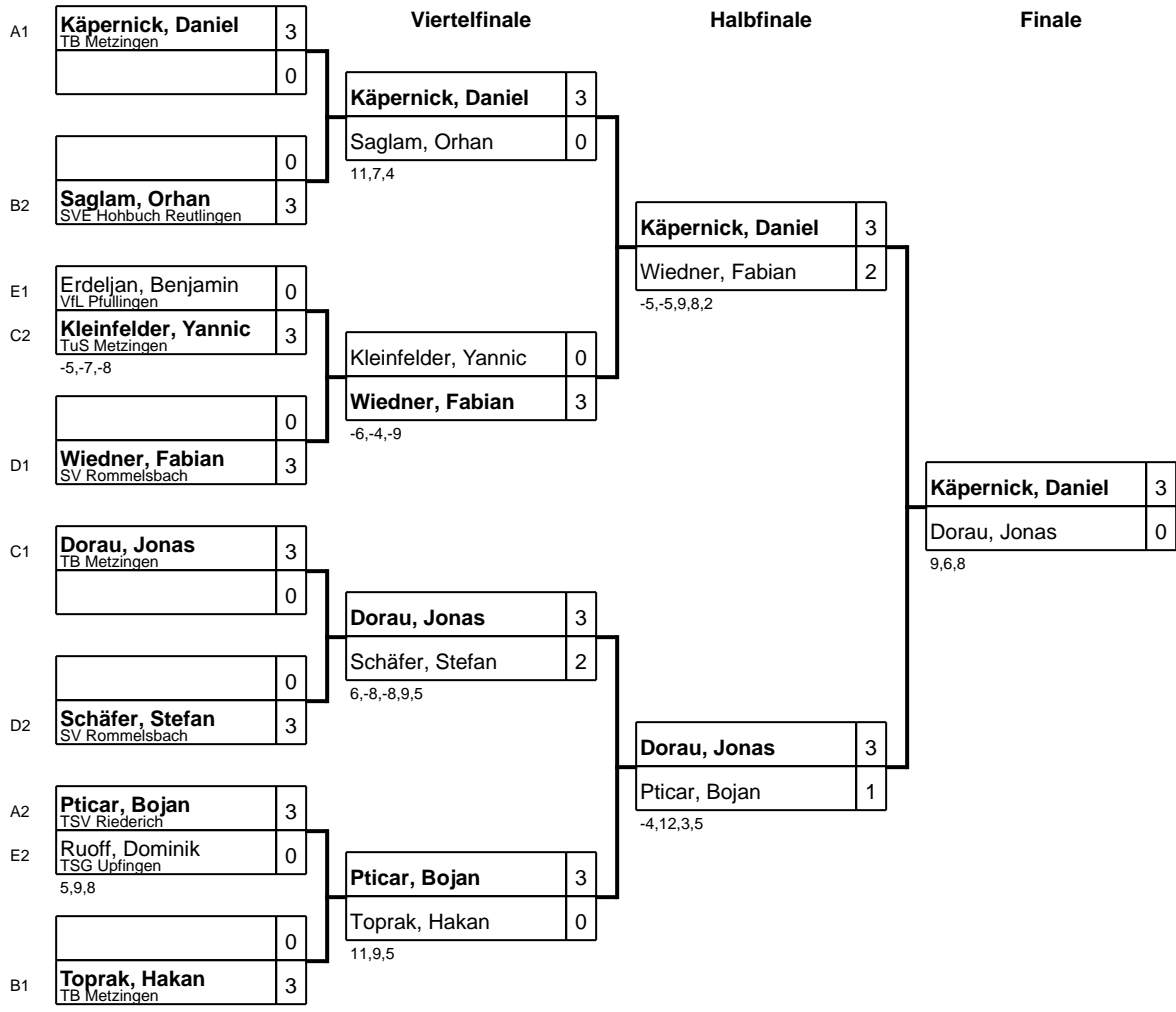 Viertelfinale
Halbfinale
Finale
A1
Käpernick, Daniel 3
TB Metzingen
0
0
B2
Saglam, Orhan 3
SVE Hohbuch Reutlingen
E1
Erdeljan, Benjamin 0
VfL Pfullingen
C2
Kleinfelder, Yannic 3
TuS Metzingen
-5,-7,-8
0
D1
Wiedner, Fabian 3
SV Rommelsbach
C1
Dorau, Jonas 3
TB Metzingen
0
0
D2
Schäfer, Stefan 3
SV Rommelsbach
A2
Pticar, Bojan 3
TSV Riederich
E2
Ruoff, Dominik 0
TSG Upfingen
5,9,8
0
B1
Toprak, Hakan 3
TB Metzingen
Käpernick, Daniel 3
Saglam, Orhan 0
11,7,4
Kleinfelder, Yannic 0
Wiedner, Fabian 3
-6,-4,-9
Dorau, Jonas 3
Schäfer, Stefan 2
6,-8,-8,9,5
Pticar, Bojan 3
Toprak, Hakan 0
11,9,5
Käpernick, Daniel 3
Wiedner, Fabian 2
-5,-5,9,8,2
Dorau, Jonas 3
Pticar, Bojan 1
-4,12,3,5
Käpernick, Daniel 3
Dorau, Jonas 0
9,6,8